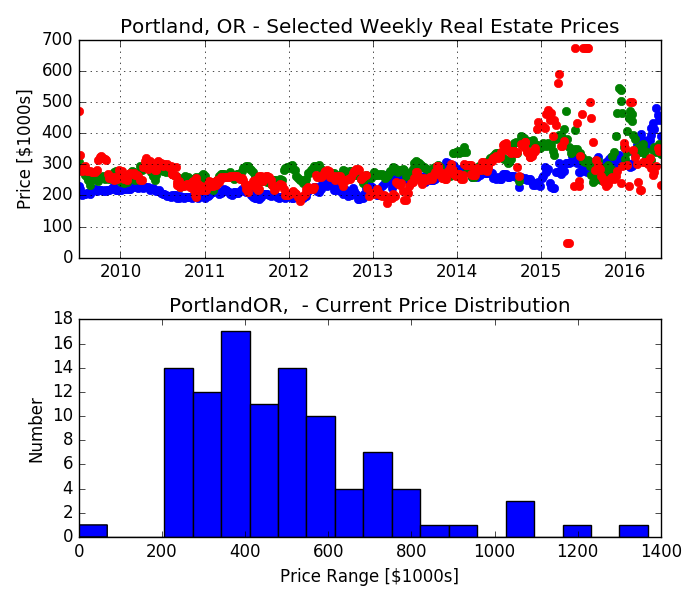 Portland, OR - Selected Weekly Real Estate Prices
700
600
500
400
300
200
100
0
Price [$1000s]
2010 2011 2012 2013 2014 2015 2016
PortlandOR,  - Current Price Distribution
18
16
14
12
10
8
6
4
2
0
Number
0 200 400 600 800 1000 1200 1400
Price Range [$1000s]